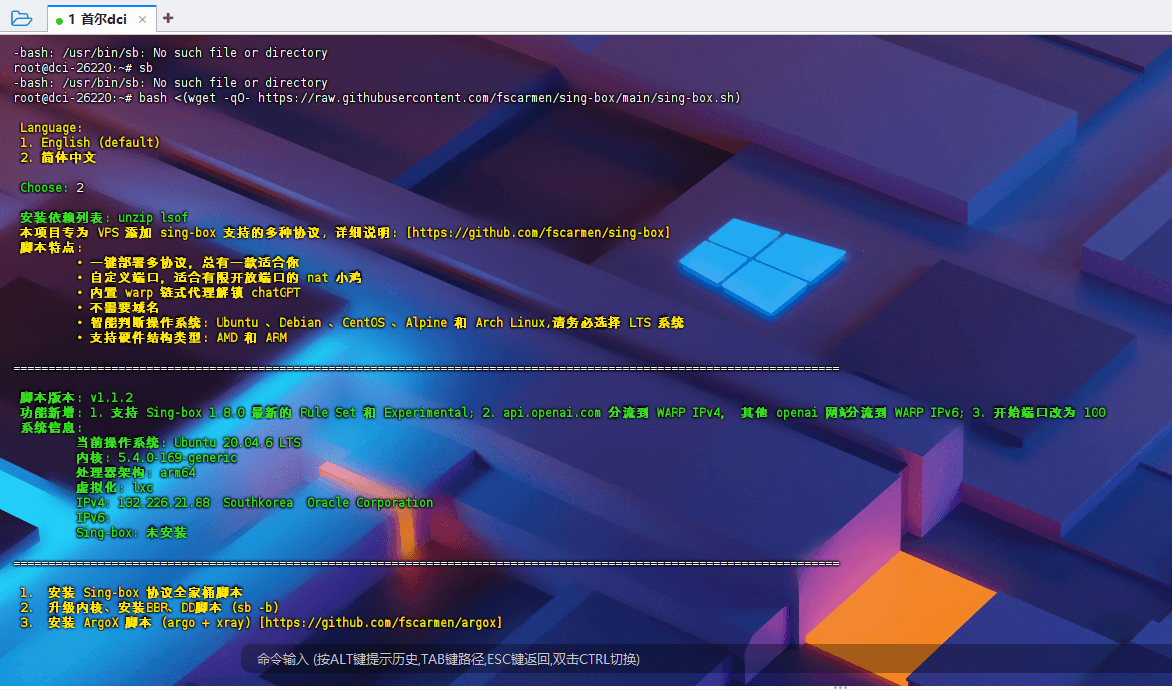 1 首尔dci × +
-bash: /usr/bin/sb: No such file or directory
root@dci-26220:~# sb
-bash: /usr/bin/sb: No such file or directory
root@dci-26220:~# bash <(wget -qO- https://raw.githubusercontent.com/fscarmen/sing-box/main/sing-box.sh)
Language:
1. English (default)
2. 简体中文
Choose: 2
安装依赖列表: unzip lsof
本项目专为 VPS 添加 sing-box 支持的多种协议, 详细说明: [https://github.com/fscarmen/sing-box]
脚本特点:
• 一键部署多协议, 总有一款适合你
• 自定义端口, 适合有限开放端口的 nat 小鸡
• 内置 warp 链式代理解锁 chatGPT
• 不需要域名
• 智能判断操作系统: Ubuntu 、Debian 、CentOS 、Alpine 和 Arch Linux,请务必选择 LTS 系统
• 支持硬件结构类型: AMD 和 ARM
======================================================================================================================
脚本版本: v1.1.2
功能新增: 1. 支持 Sing-box 1.8.0 最新的 Rule Set 和 Experimental; 2. api.openai.com 分流到 WARP IPv4, 其他 openai 网站分流到 WARP IPv6; 3. 开始端口改为 100
系统信息:
当前操作系统: Ubuntu 20.04.6 LTS
内核: 5.4.0-169-generic
处理器架构: arm64
虚拟化: lxc
IPv4: 132.226.21.88 Southkorea Oracle Corporation
IPv6:
Sing-box: 未安装
======================================================================================================================
1. 安装 Sing-box 协议全家桶脚本
2. 升级内核、安装BBR、DD脚本 (sb -b)
3. 安装 ArgoX 脚本 (argo + xray) [https://github.com/fscarmen/argox]
命令输入 (按ALT键提示历史,TAB键路径,ESC键返回,双击CTRL切换)